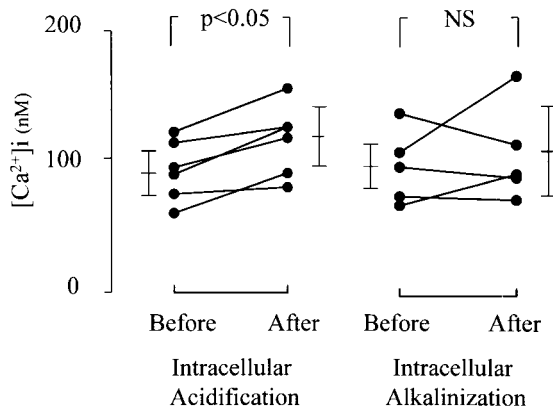 200
100
0
[Ca²⁺]i (nM)
p<0.05
NS
Before After
Before After
Intracellular
Acidification
Intracellular
Alkalinization